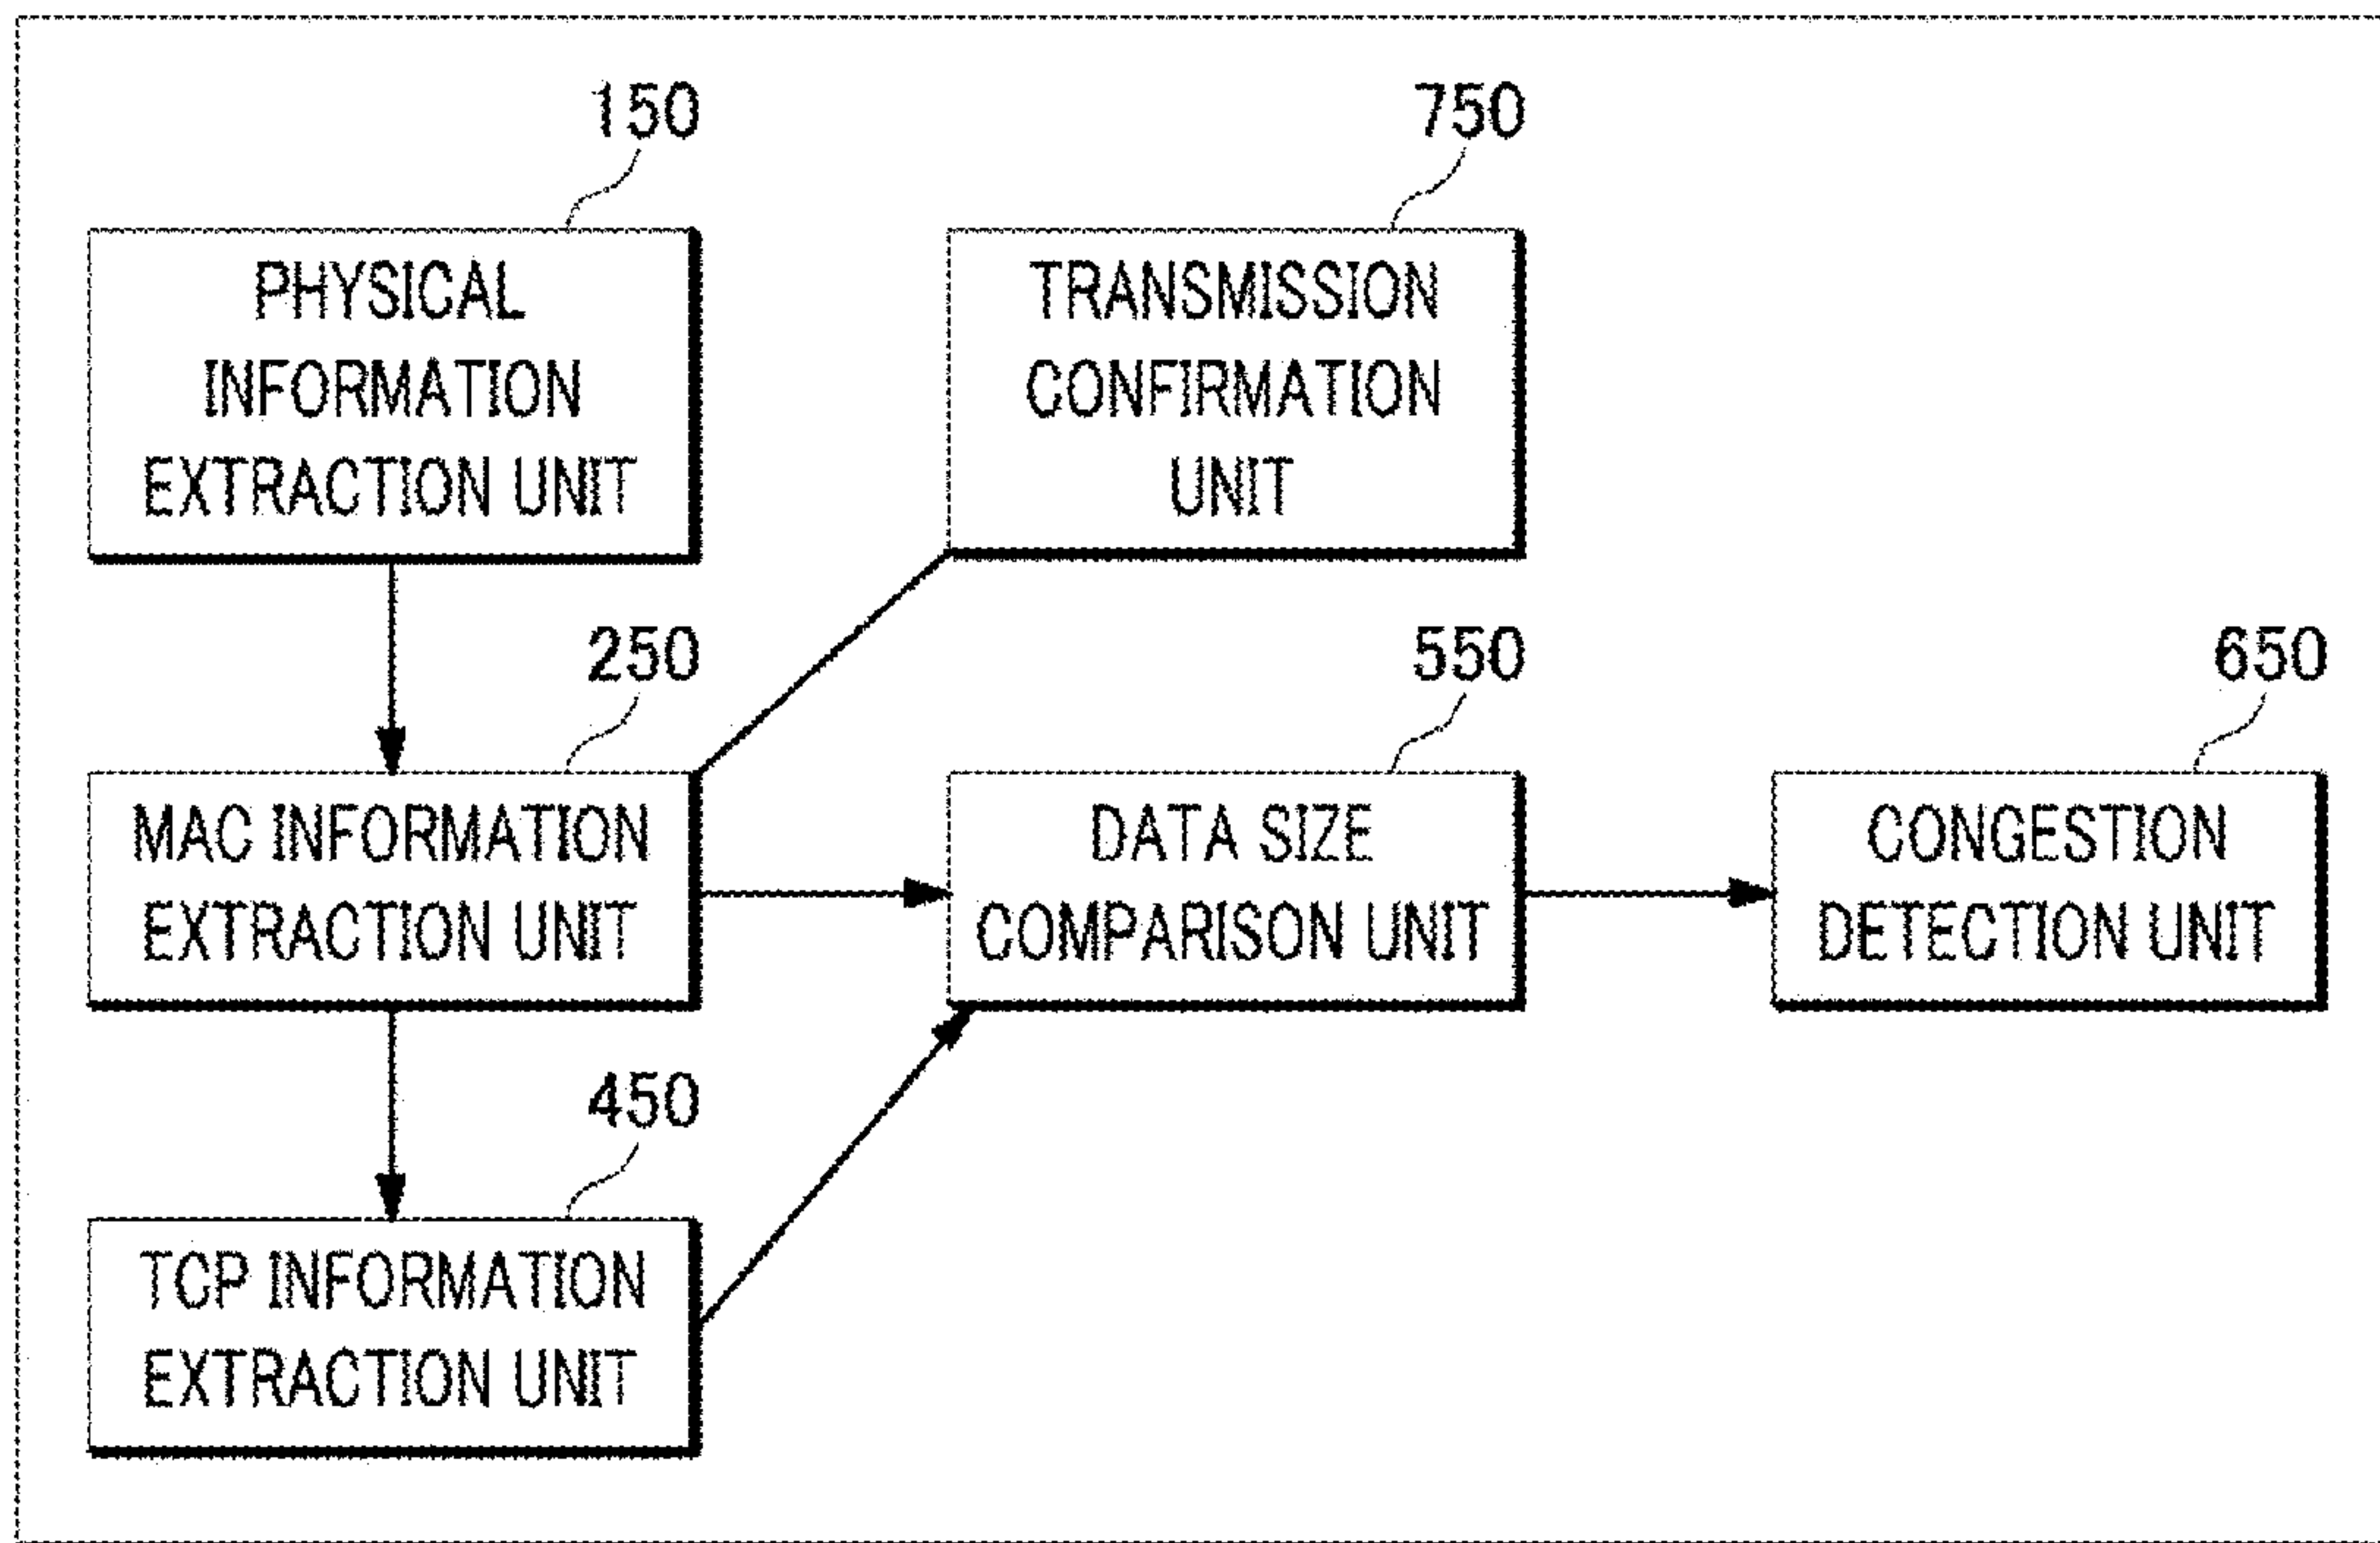 150
PHYSICAL
INFORMATION
EXTRACTION UNIT
750
TRANSMISSION
CONFIRMATION
UNIT
250
MAC INFORMATION
EXTRACTION UNIT
550
DATA SIZE
COMPARISON UNIT
650
CONGESTION
DETECTION UNIT
450
TCP INFORMATION
EXTRACTION UNIT